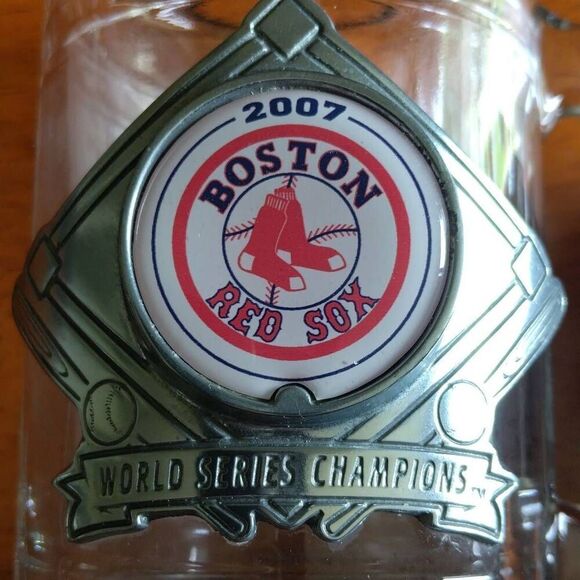 2007
BOSTON
RED SOX
WORLD SERIES CHAMPIONS